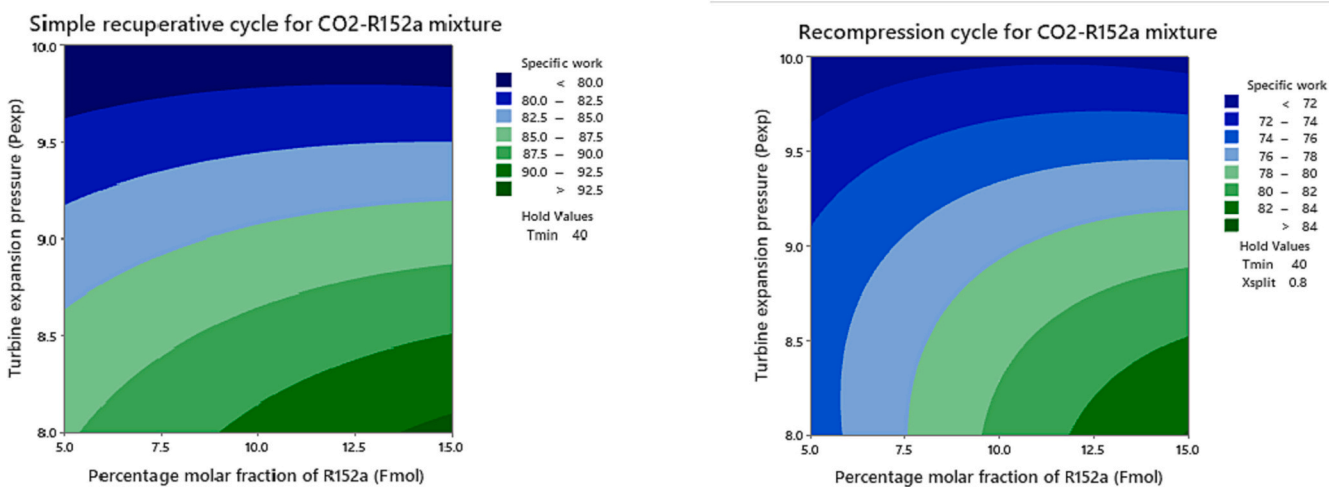 Simple recuperative cycle for CO2-R152a mixture
10.0
9.5
9.0
8.5
8.0
5.0 7.5 10.0 12.5 15.0
Turbine expansion pressure (Pexp)
Percentage molar fraction of R152a (Fmol)
Specific work
< 80.0
80.0 – 82.5
82.5 – 85.0
85.0 – 87.5
87.5 – 90.0
90.0 – 92.5
> 92.5
Hold Values
Tmin 40
Recompression cycle for CO2-R152a mixture
10.0
9.5
9.0
8.5
8.0
5.0 7.5 10.0 12.5 15.0
Turbine expansion pressure (Pexp)
Percentage molar fraction of R152a (Fmol)
Specific work
< 72
72 – 74
74 – 76
76 – 78
78 – 80
80 – 82
82 – 84
> 84
Hold Values
Tmin 40
Xsplit 0.8